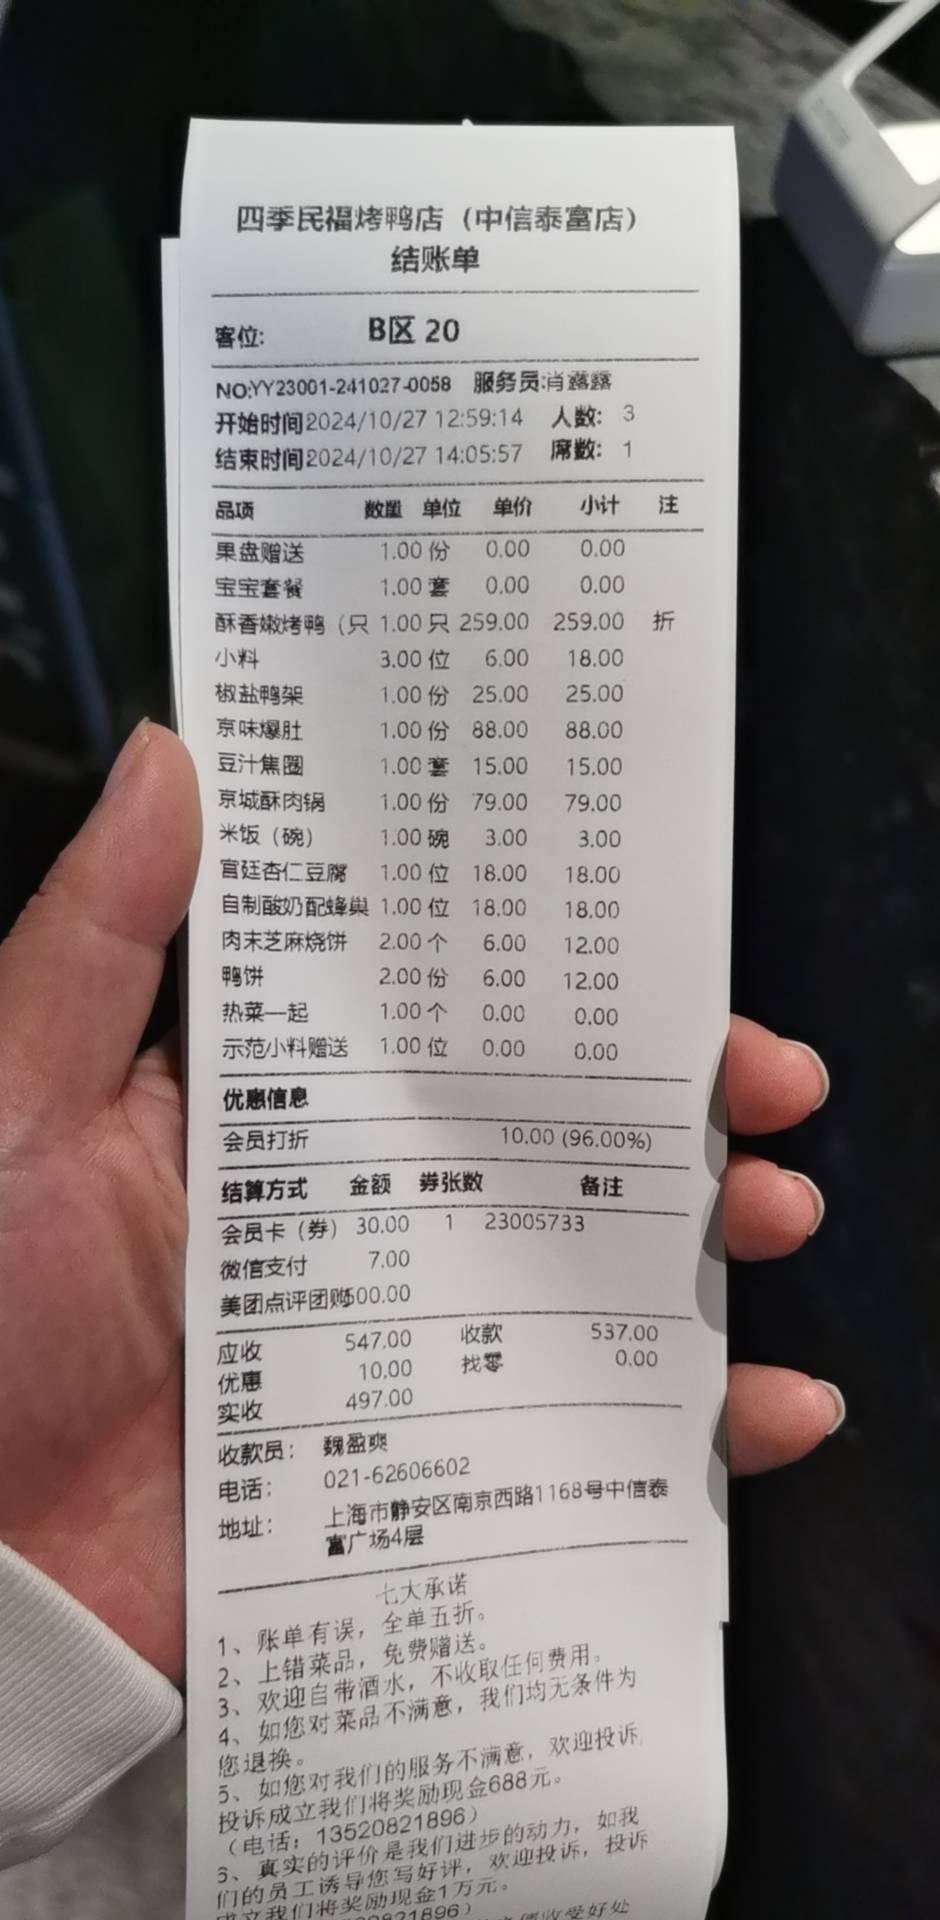 四季民福烤鸭店（中信泰富店）
结账单
客位: B区 20
NO:YY23001-241027-0058 服务员:肖露露
开始时间2024/10/27 12:59:14 人数: 3
结束时间2024/10/27 14:05:57 席数: 1
品项 数量 单位 单价 小计 注
果盘赠送 1.00 份 0.00 0.00
宝宝套餐 1.00 套 0.00 0.00
酥香嫩烤鸭（只 1.00 只 259.00 259.00 折
小料 3.00 位 6.00 18.00
椒盐鸭架 1.00 份 25.00 25.00
京味爆肚 1.00 份 88.00 88.00
豆汁焦圈 1.00 套 15.00 15.00
京城酥肉锅 1.00 份 79.00 79.00
米饭（碗） 1.00 碗 3.00 3.00
宫廷杏仁豆腐 1.00 位 18.00 18.00
自制酸奶配蜂巢 1.00 位 18.00 18.00
肉末芝麻烧饼 2.00 个 6.00 12.00
鸭饼 2.00 份 6.00 12.00
热菜一起 1.00 个 0.00 0.00
示范小料赠送 1.00 位 0.00 0.00
优惠信息
会员打折 10.00 (96.00%)
结算方式 金额 券张数 备注
会员卡（券） 30.00 1 23005733
微信支付 7.00
美团点评团购500.00
应收 547.00 收款 537.00
优惠 10.00 找零 0.00
实收 497.00
收款员： 魏盈爽
电话： 021-62606602
地址： 上海市静安区南京西路1168号中信泰
富广场4层
七大承诺
1、账单有误，全单五折。
2、上错菜品，免费赠送。
3、欢迎自带酒水，不收取任何费用。
4、如您对菜品不满意，我们均无条件为
您退换。
5、如您对我们的服务不满意，欢迎投诉,
投诉成立我们将奖励现金688元。
（电话：13520821896）
6、真实的评价是我们进步的动力，如我
们的员工诱导您写好评，欢迎投诉，投诉
成立我们将奖励现金1万元。
20821896）
收受好处